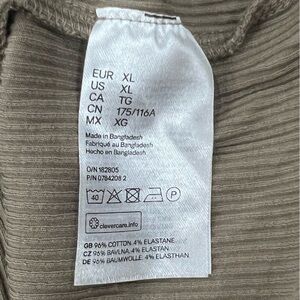 EUR XL
US XL
CA TG
CN 175/116A
MX XG
Made in Bangladesh
Fabriqué au Bangladesh
Hecho en Bangladesh
O/N 182805
P/N 0784208 2
40 P
clevercare.info
GB 96% COTTON. 4% ELASTANE
CZ 96% BAVLNA. 4% ELASTAN
DE 96% BAUMWOLLE. 4% ELASTHAN